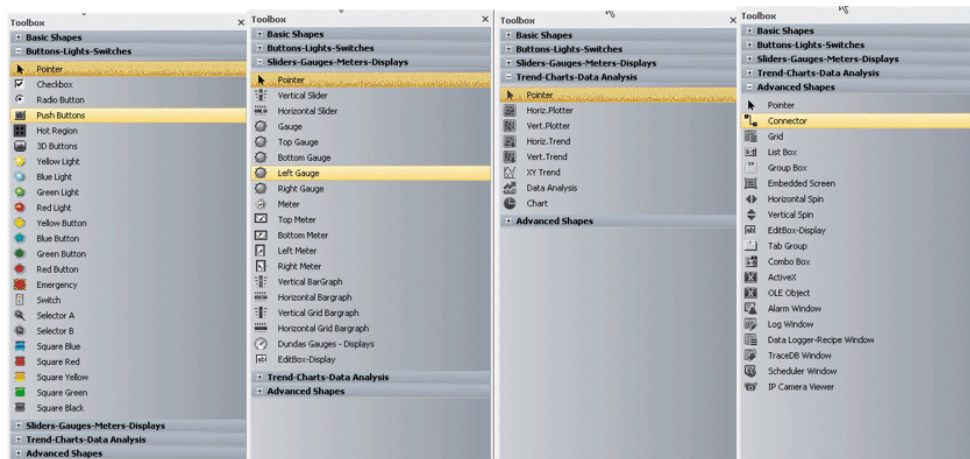 Toolbox
Basic Shapes
Buttons-Lights-Switches
Pointer
Checkbox
Radio Button
Push Buttons
Hot Region
3D Buttons
Yellow Light
Blue Light
Green Light
Red Light
Yellow Button
Blue Button
Green Button
Red Button
Emergency
Switch
Selector A
Selector B
Square Blue
Square Red
Square Yellow
Square Green
Square Black
Sliders-Gauges-Meters-Displays
Trend-Charts-Data Analysis
Advanced Shapes
Toolbox
Basic Shapes
Buttons-Lights-Switches
Sliders-Gauges-Meters-Displays
Pointer
Vertical Slider
Horizontal Slider
Gauge
Top Gauge
Bottom Gauge
Left Gauge
Right Gauge
Meter
Top Meter
Bottom Meter
Left Meter
Right Meter
Vertical BarGraph
Horizontal Bargraph
Vertical Grid Bargraph
Horizontal Grid Bargraph
Dundas Gauges - Displays
EditBox-Display
Trend-Charts-Data Analysis
Advanced Shapes
Toolbox
Basic Shapes
Buttons-Lights-Switches
Sliders-Gauges-Meters-Displays
Trend-Charts-Data Analysis
Pointer
Horiz.Plotter
Vert.Plotter
Horiz.Trend
Vert.Trend
XY Trend
Data Analysis
Chart
Advanced Shapes
Toolbox
Basic Shapes
Buttons-Lights-Switches
Sliders-Gauges-Meters-Displays
Trend-Charts-Data Analysis
Advanced Shapes
Pointer
Connector
Grid
List Box
Group Box
Embedded Screen
Horizontal Spin
Vertical Spin
EditBox-Display
Tab Group
Combo Box
ActiveX
OLE Object
Alarm Window
Log Window
Data Logger-Recipe Window
TraceDB Window
Scheduler Window
IP Camera Viewer